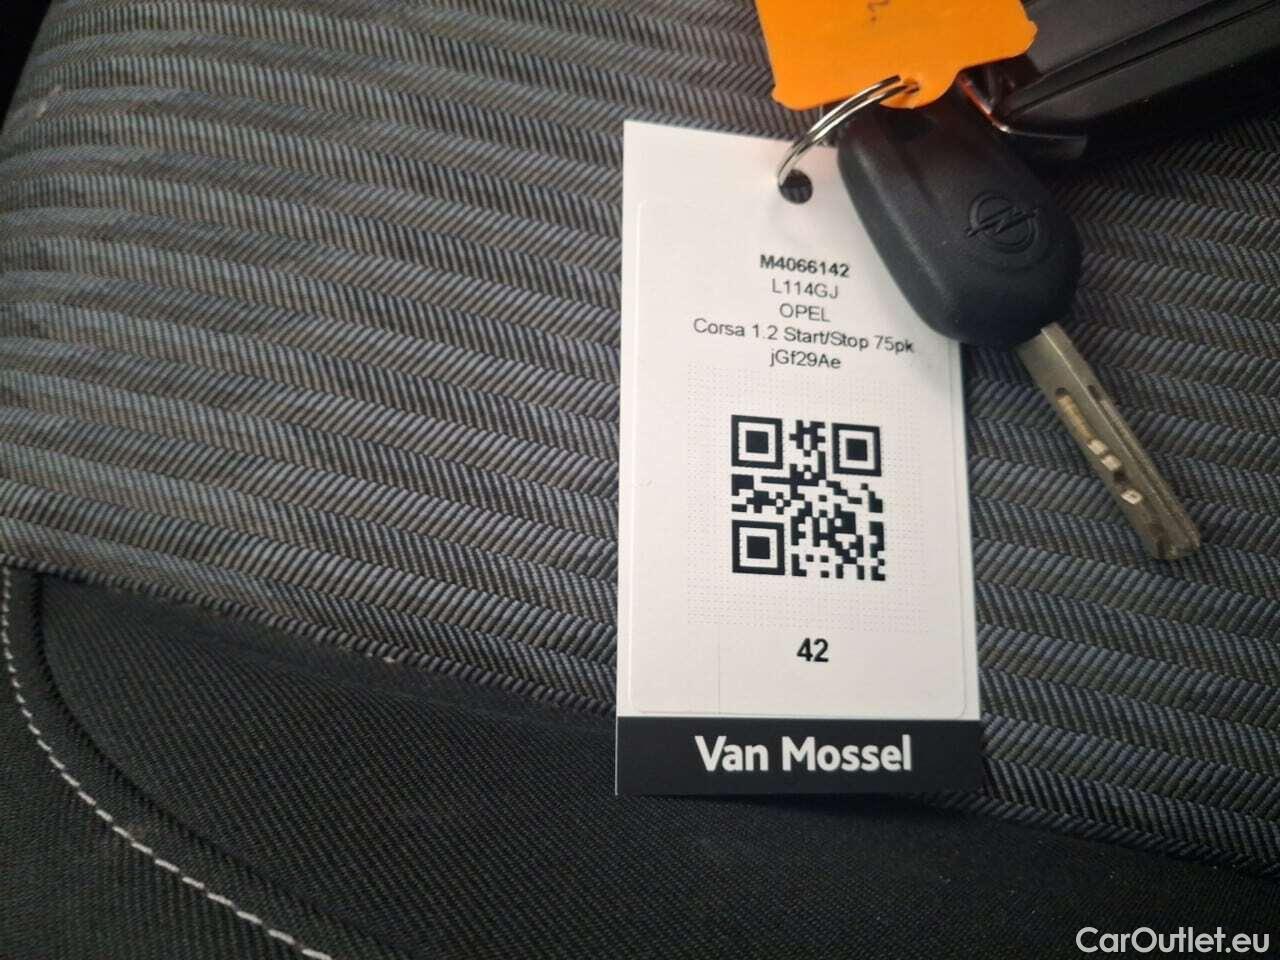 M4066142
L114GJ
OPEL
Corsa 1.2 Start/Stop 75pk
jGf29Ae
42
Van Mossel
CarOutlet.eu